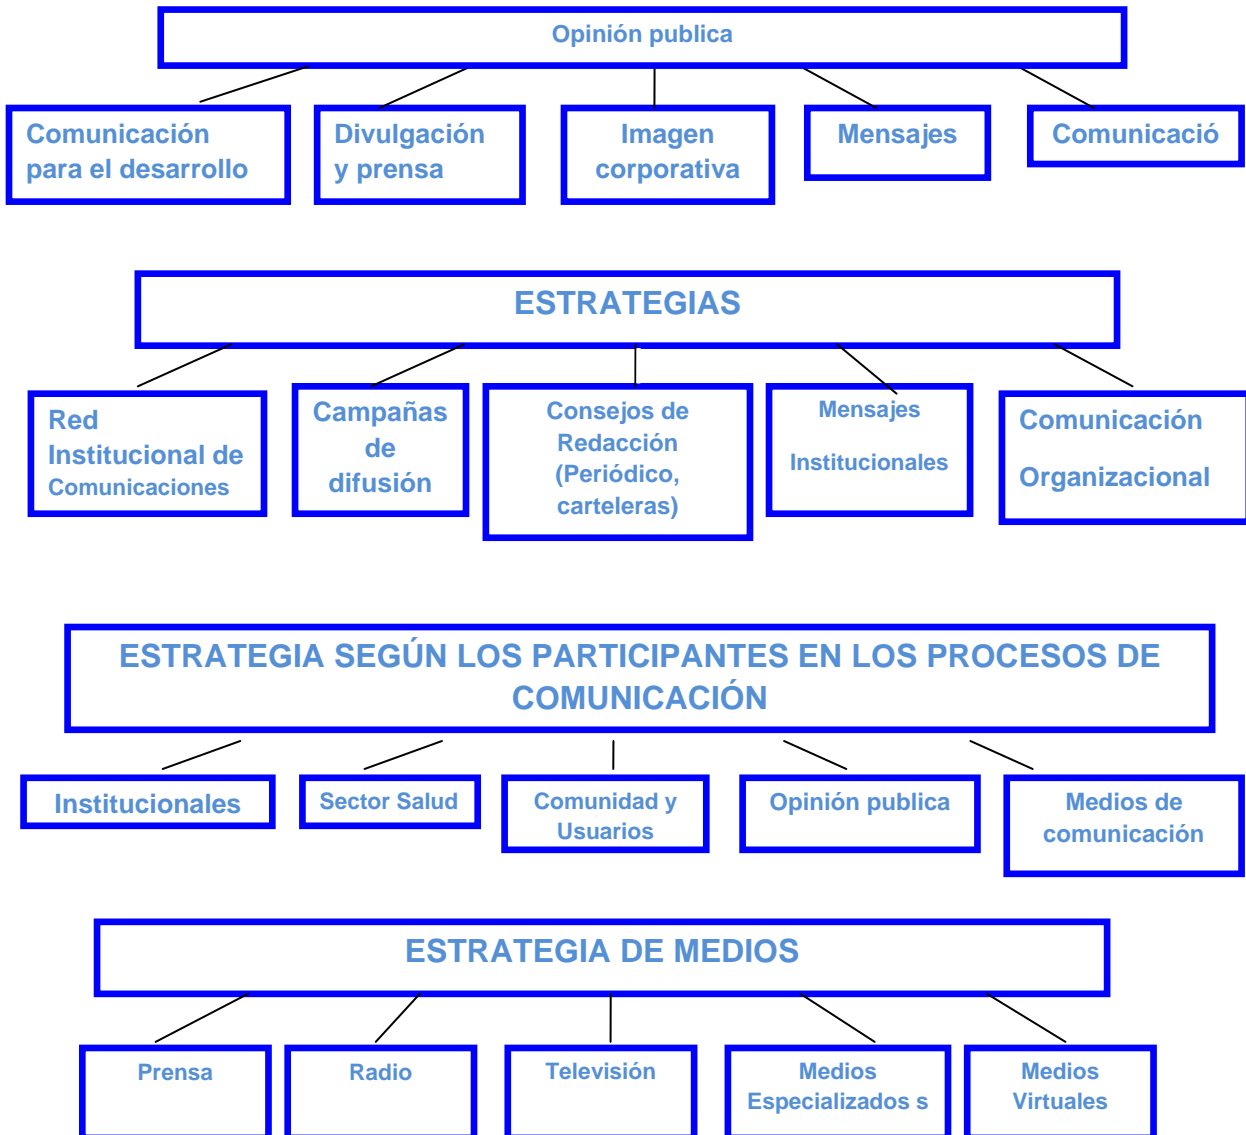 Opinión publica
Comunicación
para el desarrollo
Divulgación
y prensa
Imagen
corporativa
Mensajes
Comunicació
ESTRATEGIAS
Red
Institucional de
Comunicaciones
Campañas
de
difusión
Consejos de
Redacción
(Periódico,
carteleras)
Mensajes
Institucionales
Comunicación
Organizacional
ESTRATEGIA SEGÚN LOS PARTICIPANTES EN LOS PROCESOS DE
COMUNICACIÓN
Institucionales
Sector Salud
Comunidad y
Usuarios
Opinión publica
Medios de
comunicación
ESTRATEGIA DE MEDIOS
Prensa
Radio
Televisión
Medios
Especializados s
Medios
Virtuales